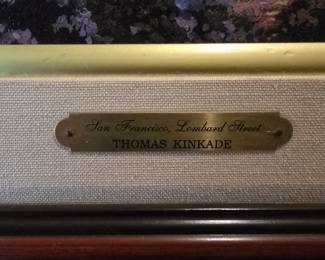 San Francisco, Lombard Street
THOMAS KINKADE